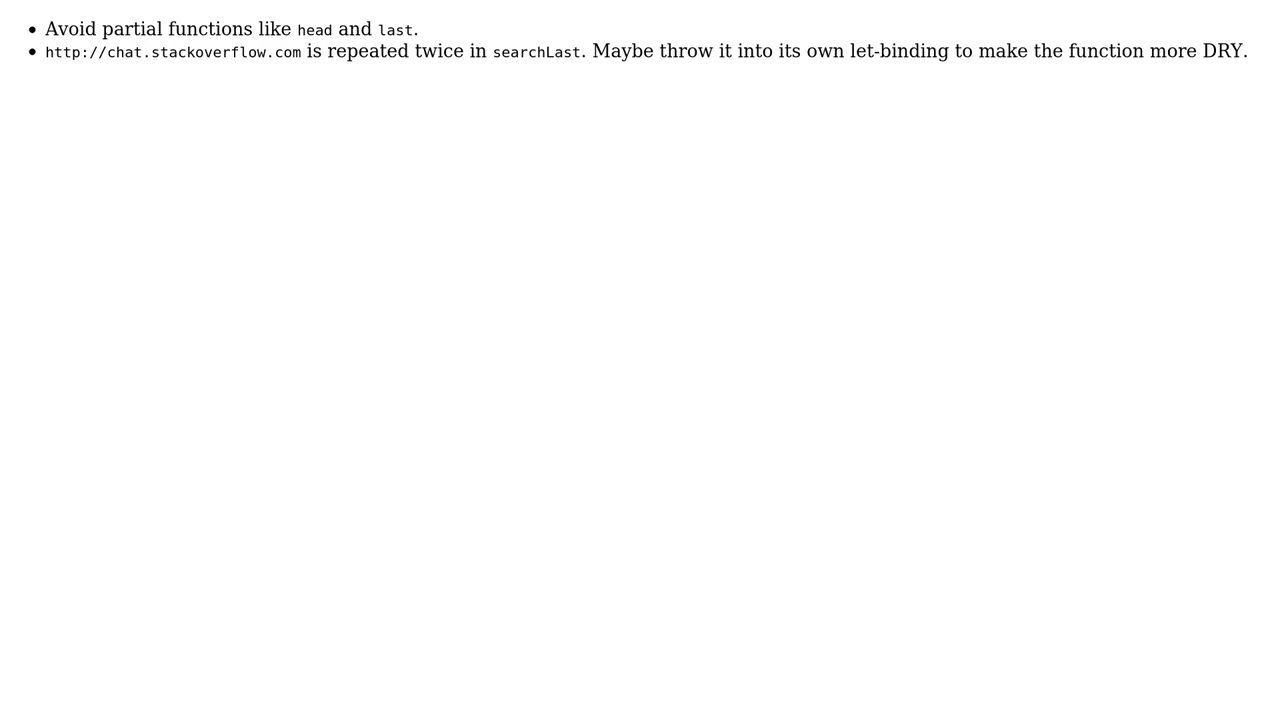 • Avoid partial functions like head and last.
• http://chat.stackoverflow.com is repeated twice in searchLast. Maybe throw it into its own let-binding to make the function more DRY.